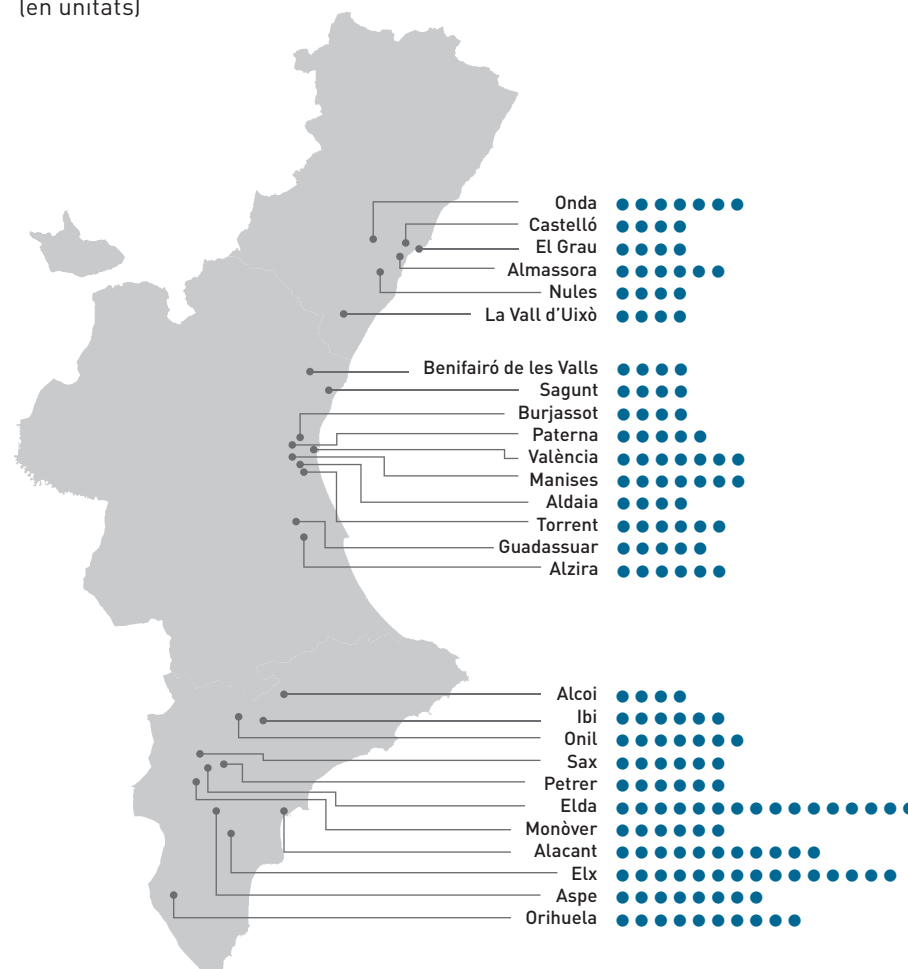 (en unitats)
Onda
Castelló
El Grau
Almassora
Nules
La Vall d’Uixò
Benifairó de les Valls
Sagunt
Burjassot
Paterna
València
Manises
Aldaia
Torrent
Guadassuar
Alzira
Alcoi
Ibi
Onil
Sax
Petrer
Elda
Monòver
Alacant
Elx
Aspe
Orihuela